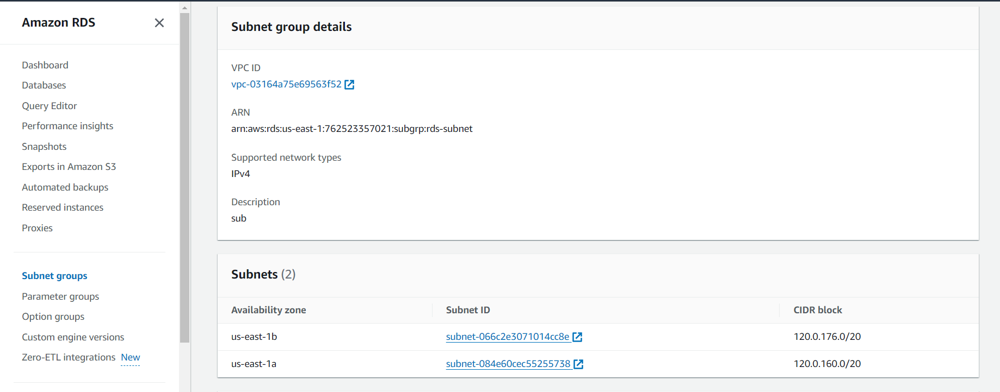 Amazon RDS
Dashboard
Databases
Query Editor
Performance insights
Snapshots
Exports in Amazon S3
Automated backups
Reserved instances
Proxies
Subnet groups
Parameter groups
Option groups
Custom engine versions
Zero-ETL integrations New
Subnet group details
VPC ID
vpc-03164a75e69563f52
ARN
arn:aws:rds:us-east-1:762523357021:subgrp:rds-subnet
Supported network types
IPv4
Description
sub
Subnets (2)
Availability zone Subnet ID CIDR block
us-east-1b subnet-066c2e3071014cc8e 120.0.176.0/20
us-east-1a subnet-084e60cec55255738 120.0.160.0/20